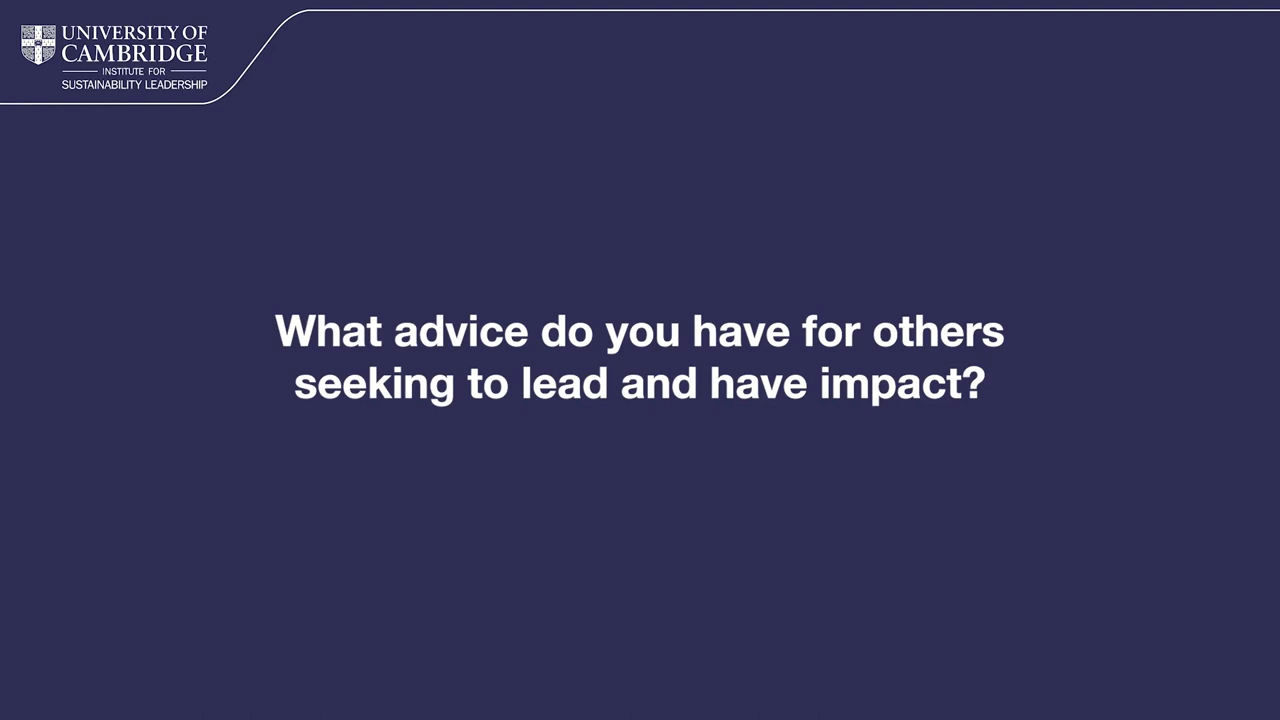 UNIVERSITY OF
CAMBRIDGE
INSTITUTE FOR
SUSTAINABILITY LEADERSHIP
What advice do you have for others
seeking to lead and have impact?